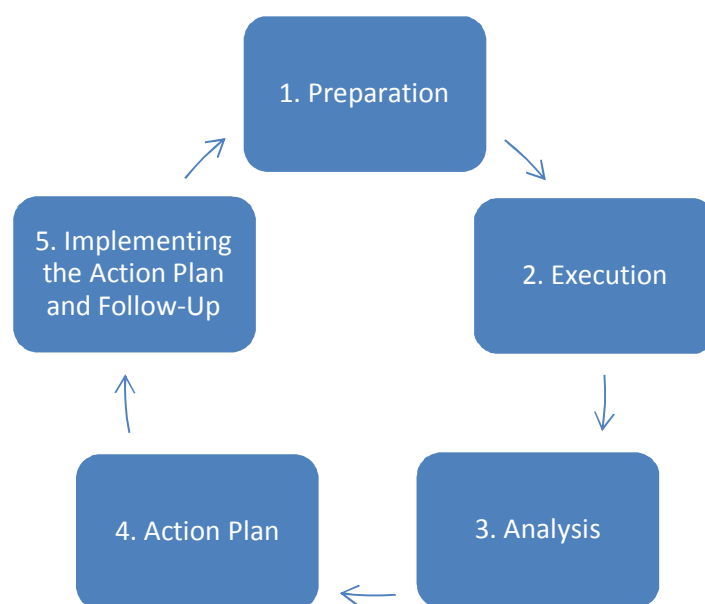 1. Preparation
2. Execution
3. Analysis
4. Action Plan
5. Implementing
the Action Plan
and Follow-Up